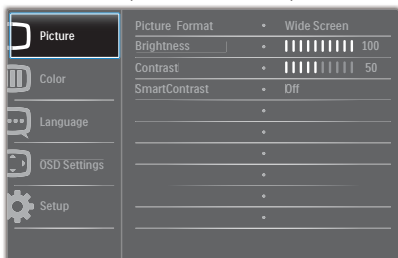 Picture
Picture Format • Wide Screen
Brightness • 100
Contrast • 50
SmartContrast • Off
•
•
•
•
•
•
Color
Language
OSD Settings
Setup